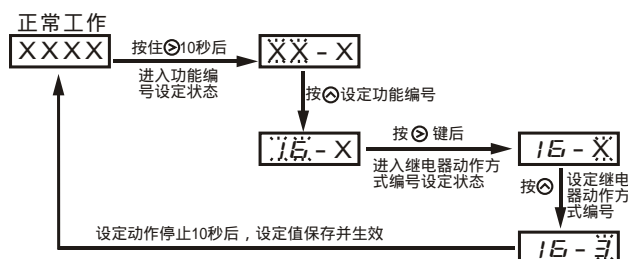 正常工作
XXXX
按住10秒后
进入功能编
号设定状态
XX-X
按设定功能编号
16-X
按键后
进入继电器动作方
式编号设定状态
16-X
按
设定继电
器动作方
式编号
16-3
设定动作停止10秒后，设定值保存并生效